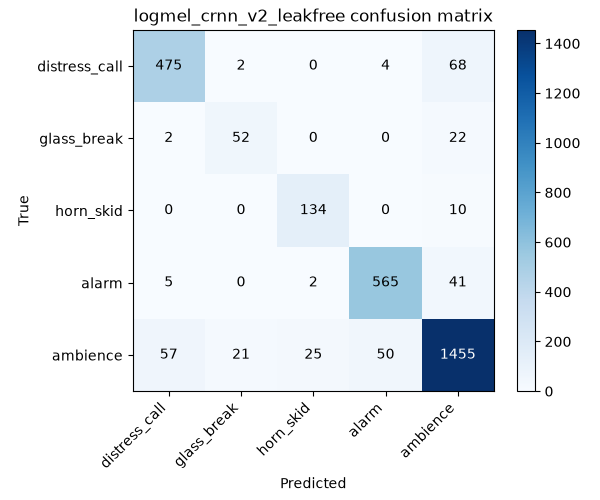 logmel_crnn_v2_leakfree confusion matrix
True
distress_call 475 2 0 4 68
glass_break 2 52 0 0 22
horn_skid 0 0 134 0 10
alarm 5 0 2 565 41
ambience 57 21 25 50 1455
distress_call glass_break horn_skid alarm ambience
Predicted
1400
1200
1000
800
600
400
200
0